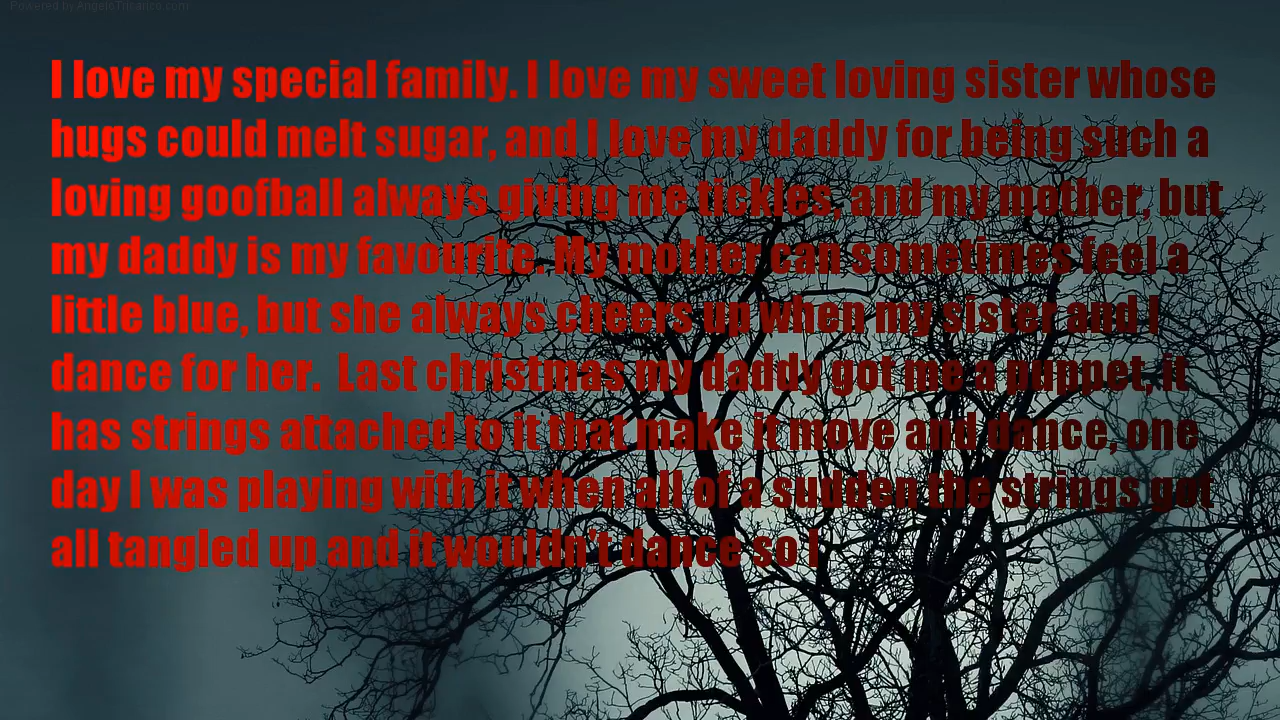 Powered by AngeloTricarico.com
I love my special family. I love my sweet loving sister whose
hugs could melt sugar, and I love my daddy for being such a
loving goofball always giving me tickles, and my mother, but
my daddy is my favourite. My mother can sometimes feel a
little blue, but she always cheers up when my sister and I
dance for her. Last christmas my daddy got me a puppet, it
has strings attached to it that make it move and dance, one
day I was playing with it when all of a sudden the strings got
all tangled up and it wouldn't dance so I